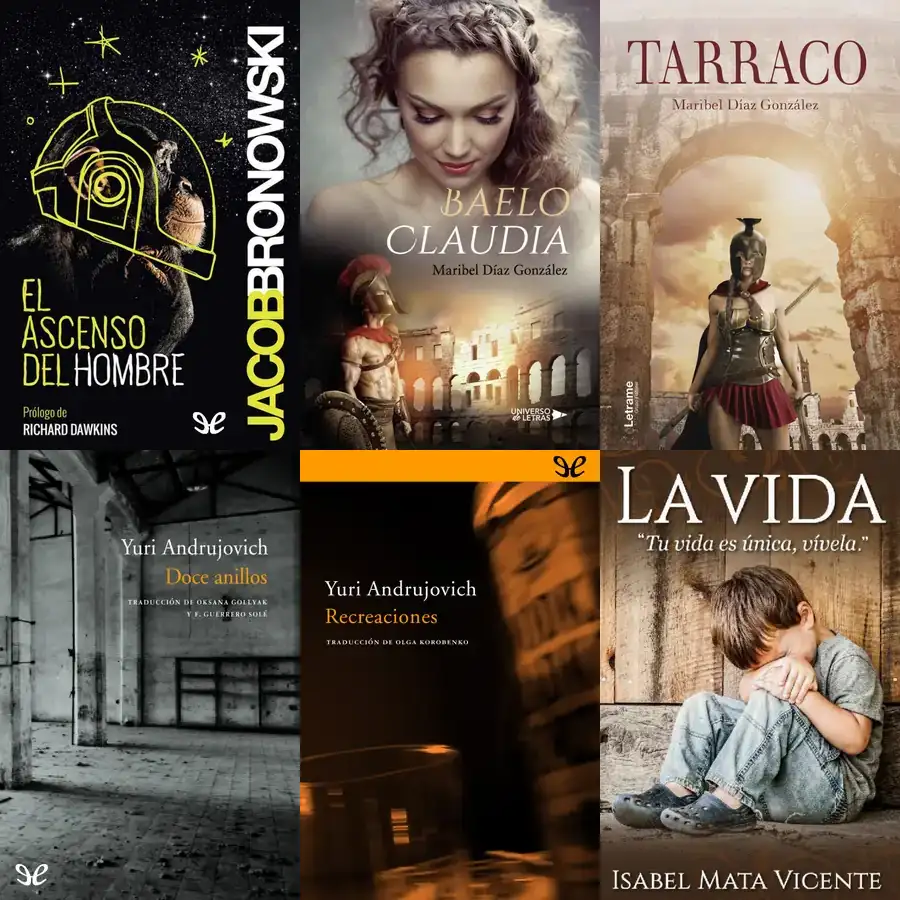 EL
ASCENSO
DEL HOMBRE
Prólogo de
RICHARD DAWKINS
JACOB BRONOWSKI
BAELO
CLAUDIA
Maribel Díaz González
UNIVERSO
DE LETRAS
TARRACO
Maribel Díaz González
Letrame
Yuri Andrujovich
Doce anillos
TRADUCCIÓN DE OKSANA GOLLYAK
Y F. GUERRERO SOLÉ
Yuri Andrujovich
Recreaciones
TRADUCCIÓN DE OLGA KOROBENKO
LA VIDA
“Tu vida es única, vívela.”
ISABEL MATA VICENTE